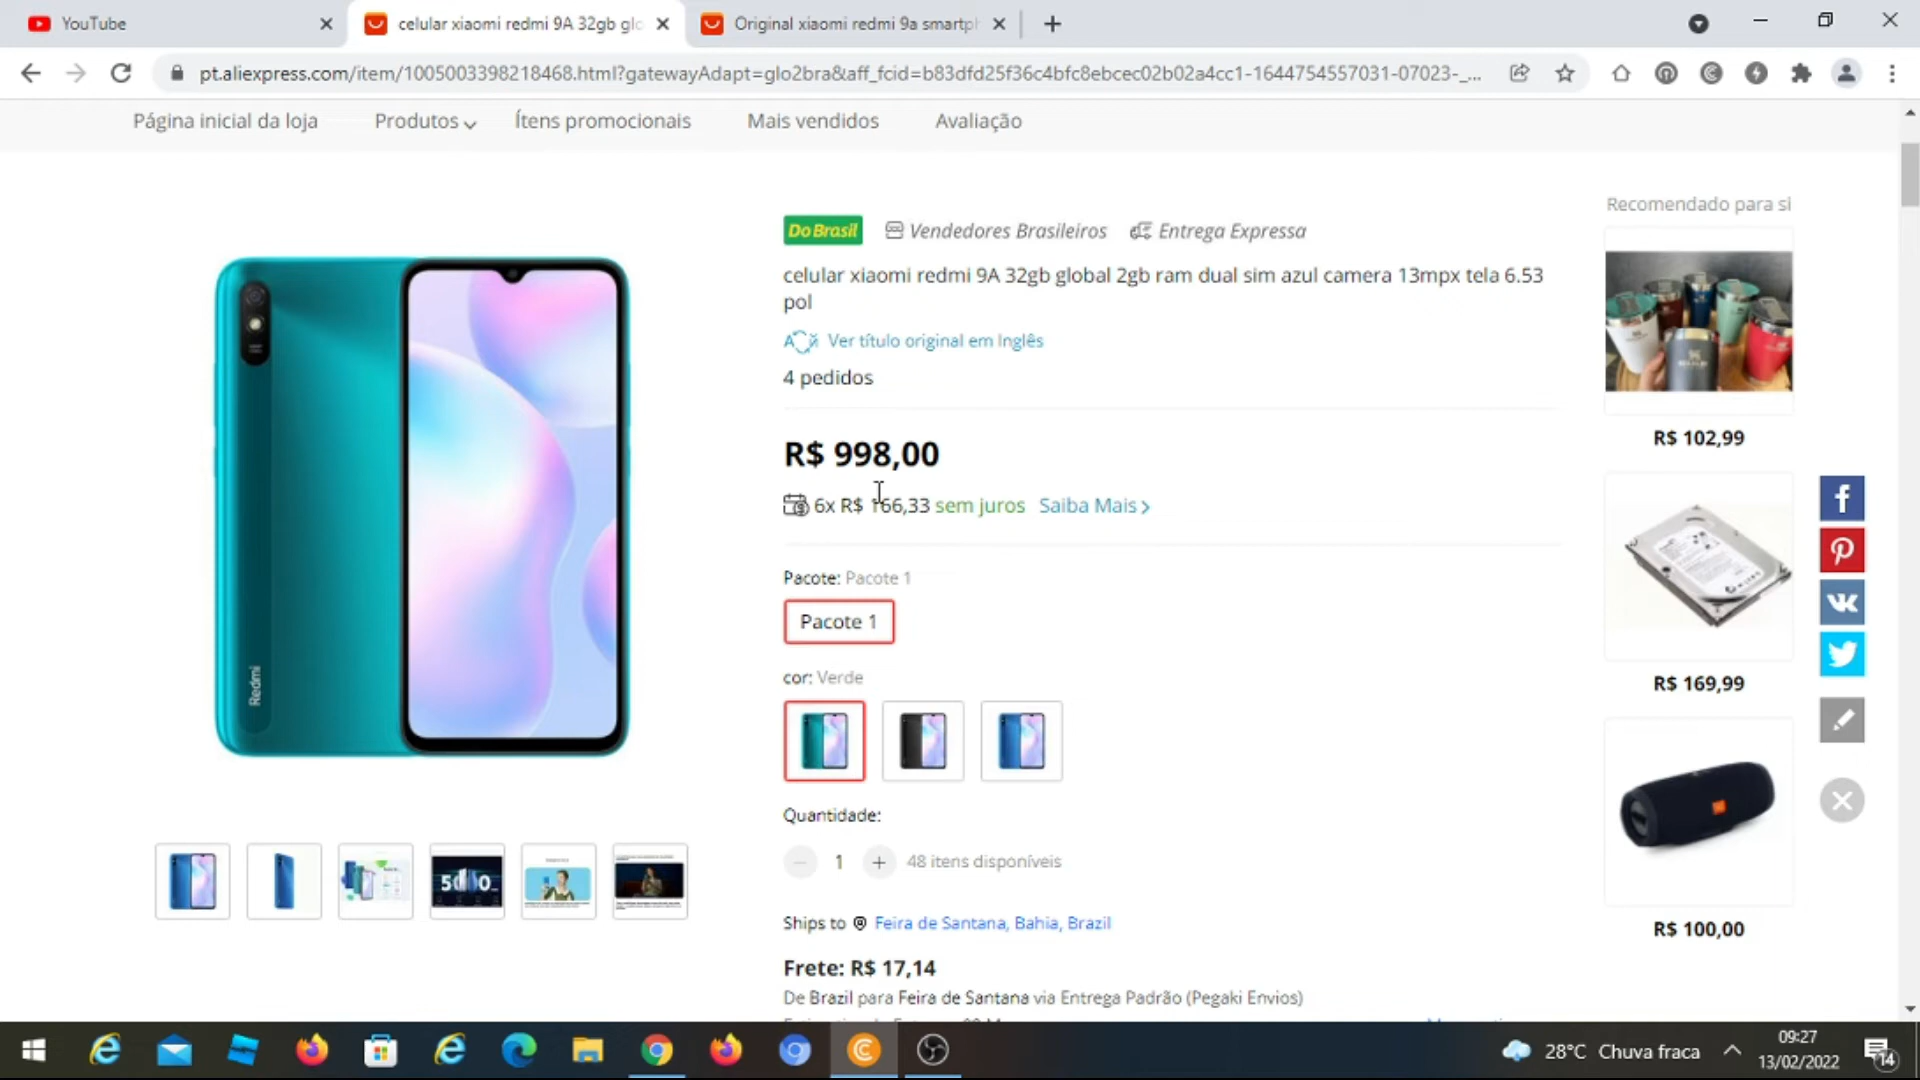 YouTube
celular xiaomi redmi 9A 32gb glo
Original xiaomi redmi 9a smartph
pt.aliexpress.com/item/1005003398218468.html?gatewayAdapt=glo2bra&aff_fcid=b83dfd25f36c4bfc8ebcec02b02a4cc1-1644754557031-07023-_...
Página inicial da loja Produtos Ítens promocionais Mais vendidos Avaliação
Do Brasil Vendedores Brasileiros Entrega Expressa
celular xiaomi redmi 9A 32gb global 2gb ram dual sim azul camera 13mpx tela 6.53
pol
Ver título original em Inglês
4 pedidos
R$ 998,00
6x R$ 166,33 sem juros Saiba Mais
Pacote: Pacote 1
Pacote 1
cor: Verde
Quantidade:
1
48 itens disponíveis
Ships to Feira de Santana, Bahia, Brazil
Frete: R$ 17,14
De Brazil para Feira de Santana via Entrega Padrão (Pegaki Envios)
Redmi
Recomendado para si
R$ 102,99
R$ 169,99
R$ 100,00
28°C Chuva fraca
09:27
13/02/2022
14